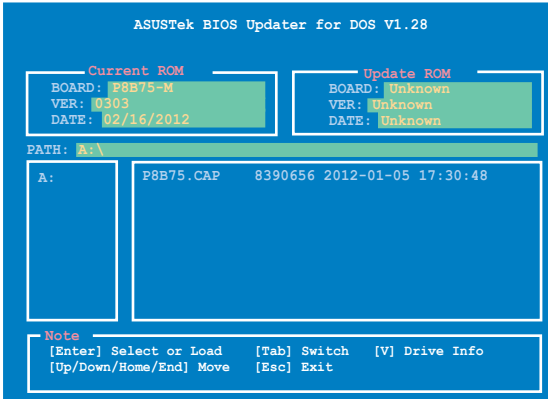 ASUSTek BIOS Updater for DOS V1.28
Current ROM
BOARD: P8B75-M
VER: 0303
DATE: 02/16/2012
Update ROM
BOARD: Unknown
VER: Unknown
DATE: Unknown
PATH: A:\
A:
P8B75.CAP 8390656 2012-01-05 17:30:48
Note
[Enter] Select or Load [Tab] Switch [V] Drive Info
[Up/Down/Home/End] Move [Esc] Exit